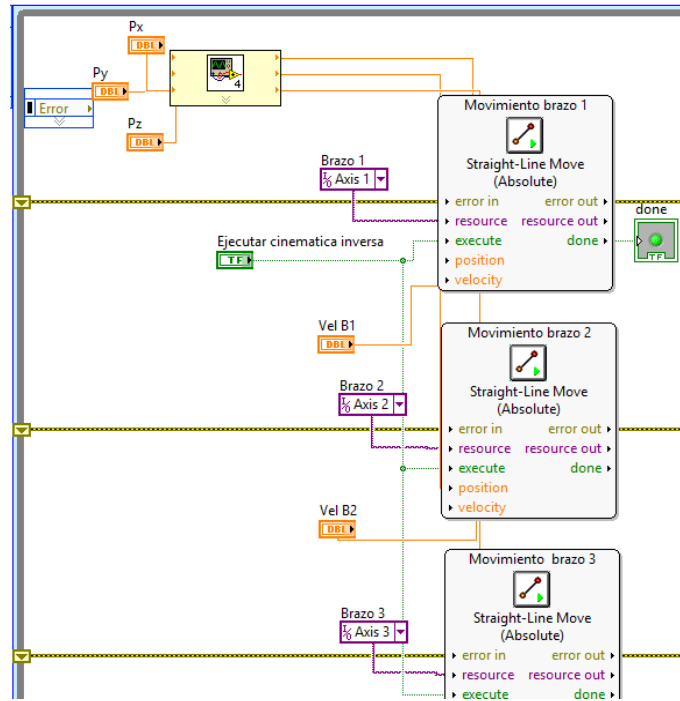 Px
DBL
Py
DBL
Error
4
Pz
DBL
Movimiento brazo 1
Straight-Line Move
(Absolute)
Brazo 1
I/O Axis 1
error in error out
resource resource out
execute done
position
velocity
done
TF
Ejecutar cinematica inversa
TF
Vel B1
DBL
Movimiento brazo 2
Straight-Line Move
(Absolute)
Brazo 2
I/O Axis 2
error in error out
resource resource out
execute done
position
velocity
Vel B2
DBL
Movimiento brazo 3
Straight-Line Move
(Absolute)
Brazo 3
I/O Axis 3
error in error out
resource resource out
execute done